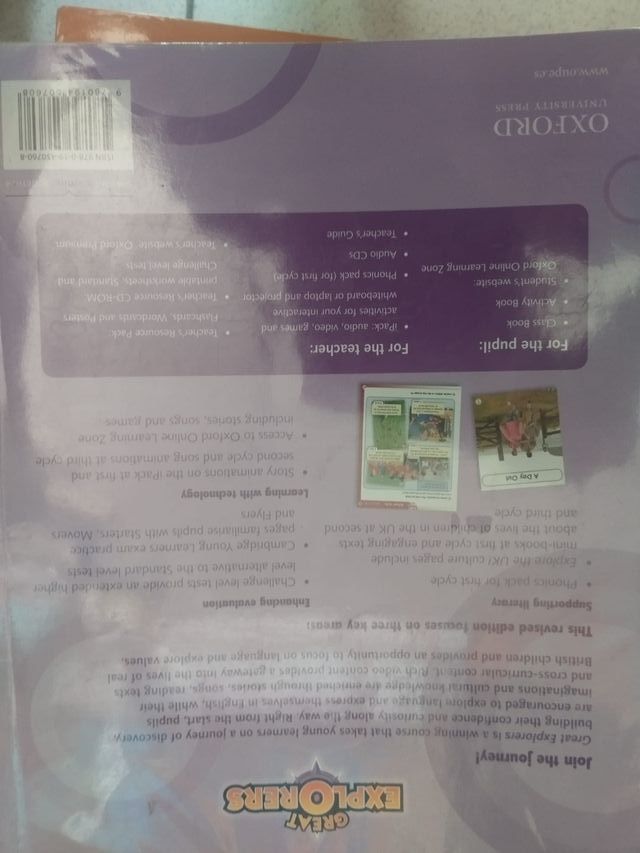 GREAT
EXPLORERS
Join the journey!
Great Explorers is a winning course that takes young learners on a journey of discovery,
building their confidence and curiosity along the way. Right from the start, pupils
are encouraged to explore language and express themselves in English, while their
imaginations and cultural knowledge are enriched through stories, songs, reading texts
and cross-curricular content. Rich video content provides a gateway into the lives of real
British children and provides an opportunity to focus on language and explore values.
This revised edition focuses on three key areas:
Supporting literacy
• Phonics pack for first cycle
• Explore the UK! culture pages include
mini-books at first cycle and engaging texts
about the lives of children in the UK at second
and third cycle
Enhancing evaluation
• Challenge level tests provide an extended higher
level alternative to the Standard level tests
• Cambridge Young Learners exam practice
pages familiarise pupils with Starters, Movers
and Flyers
Learning with technology
• Story animations on the iPack at first and
second cycle and song animations at third cycle
• Access to Oxford Online Learning Zone
including stories, songs and games
A Day Out
For the pupil:
• Class Book
• Activity Book
• Student's website:
Oxford Online Learning Zone
For the teacher:
• iPack: audio, video, games and
activities for your interactive
whiteboard or laptop and projector
• Phonics pack (for first cycle)
• Audio CDs
• Teacher's Guide
• Teacher's Resource Pack:
Flashcards, Wordcards and Posters
• Teacher's Resource CD-ROM:
printable worksheets, Standard and
Challenge level tests
• Teacher's website: Oxford Premium
OXFORD
UNIVERSITY PRESS
www.oupe.es
ISBN 978-0-19-450760-8
9 780194 507608